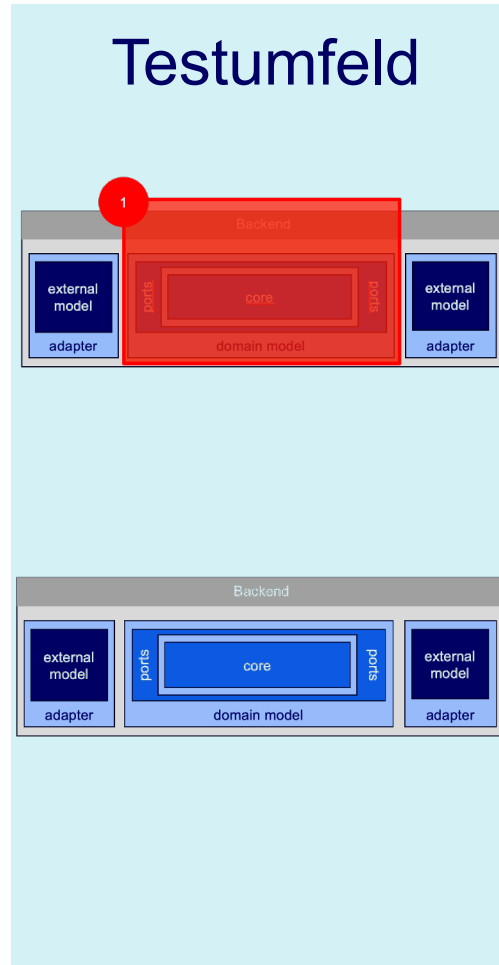 Testumfeld
1
Backend
external
model
adapter
ports
core
ports
domain model
external
model
adapter
Backend
external
model
adapter
ports
core
ports
domain model
external
model
adapter